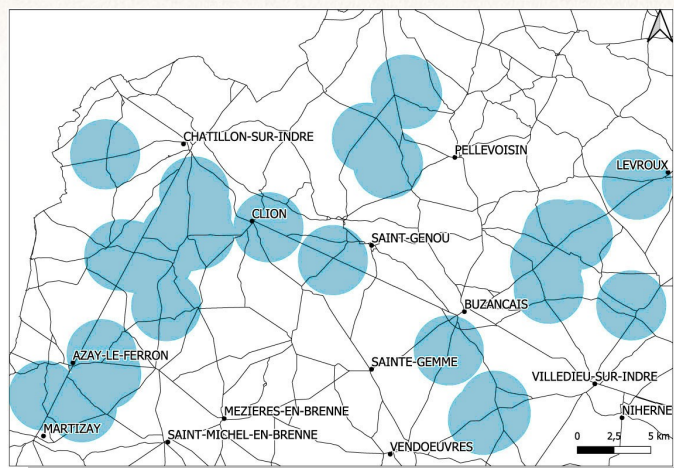 CHATILLON-SUR-INDRE
PELLEVOISIN
LEVROUX
CLION
SAINT-GENOU
BUZANCAIS
AZAY-LE-FERRON
SAINTE-GEMME
VILLEDIEU-SUR-INDRE
MEZIERES-EN-BRENNE
NIHERNE
MARTIZAY
SAINT-MICHEL-EN-BRENNE
VENDOEUVRES
0 2,5 5 km